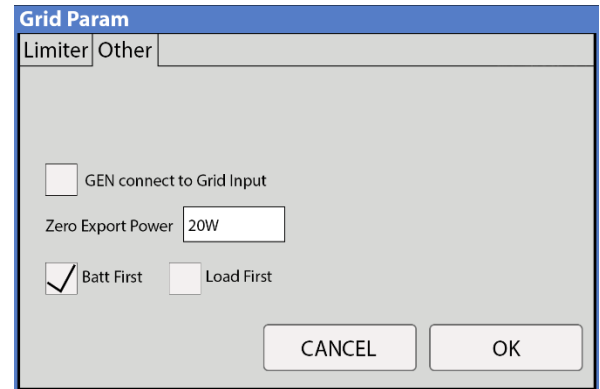 Grid Param
Limiter Other
GEN connect to Grid Input
Zero Export Power 20W
Batt First Load First
CANCEL OK